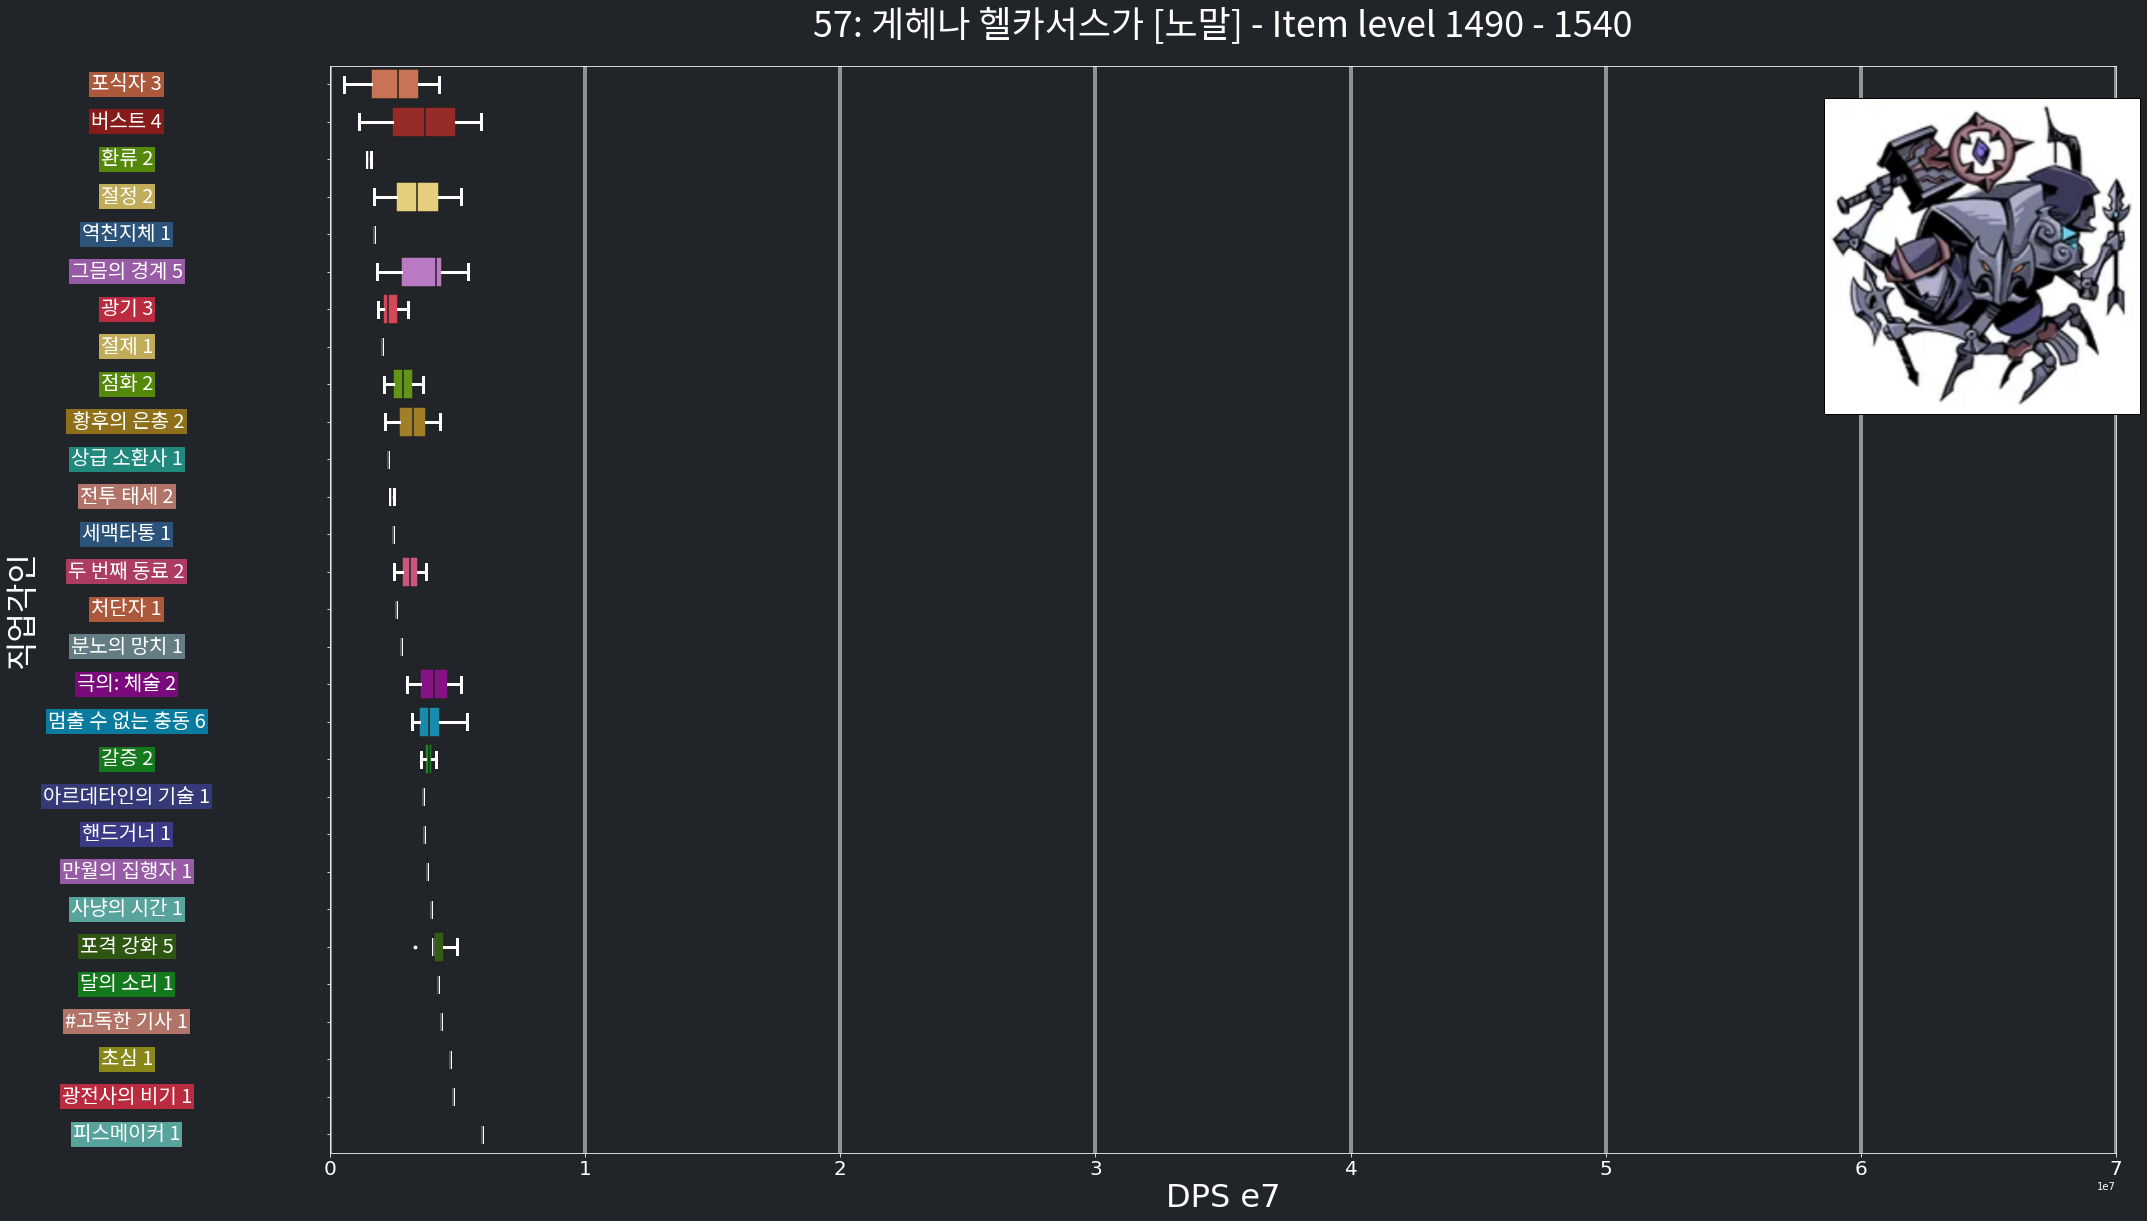 57: 게헤나 헬카서스가 [노말] - Item level 1490 - 1540
포식자 3
버스트 4
환류 2
절정 2
역천지체 1
그믐의 경계 5
광기 3
절제 1
점화 2
황후의 은총 2
상급 소환사 1
전투 태세 2
세맥타통 1
두 번째 동료 2
처단자 1
분노의 망치 1
극의: 체술 2
멈출 수 없는 충동 6
갈증 2
아르데타인의 기술 1
핸드거너 1
만월의 집행자 1
사냥의 시간 1
포격 강화 5
달의 소리 1
#고독한 기사 1
초심 1
광전사의 비기 1
피스메이커 1
직업각인
0 1 2 3 4 5 6 7
1e7
DPS e7